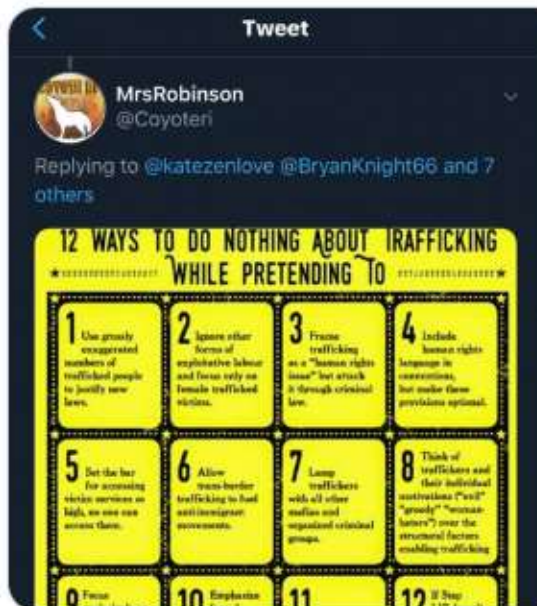 Tweet
MrsRobinson
@Coyoteri
Replying to @katezenlove @BryanKnight66 and 7
others
12 WAYS TO DO NOTHING ABOUT TRAFFICKING
WHILE PRETENDING TO
1 Use grossly
exaggerated
numbers of
trafficked people
to justify new
laws.
2 Ignore other
forms of
exploitative labour
and focus only on
female trafficked
victims.
3 Frame
trafficking
as a "human rights
issue" but attack
it through criminal
law.
4 Include
human rights
language in
conventions,
but make these
provisions optional.
5 Set the bar
for accessing
victim services so
high, no one can
access them.
6 Allow
trans-border
trafficking to fuel
anti-immigrant
movements.
7 Lump
traffickers
with all other
mafias and
organized criminal
groups.
8 Think of
traffickers and
their individual
motivations ("evil"
"greedy" "woman-
haters") over the
structural factors
enabling trafficking
9 Focus
10 Emphasize
11
12 If Step